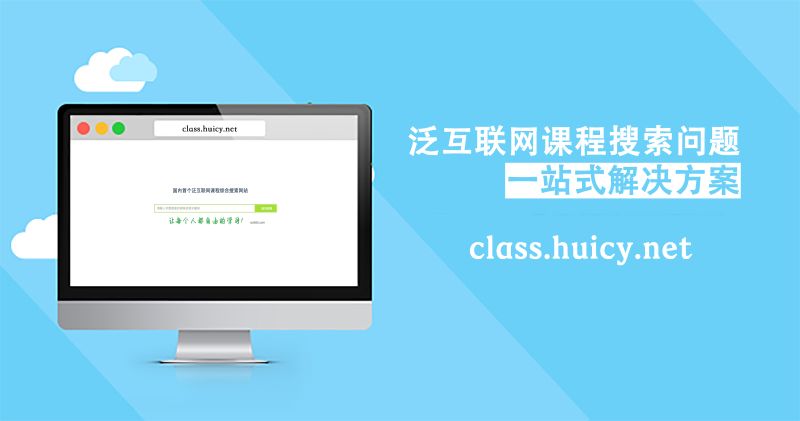 class.huicy.net
国内首个泛互联网课程综合搜索网站
让每个人都自由的学习!
泛互联网课程搜索问题
一站式解决方案
class.huicy.net